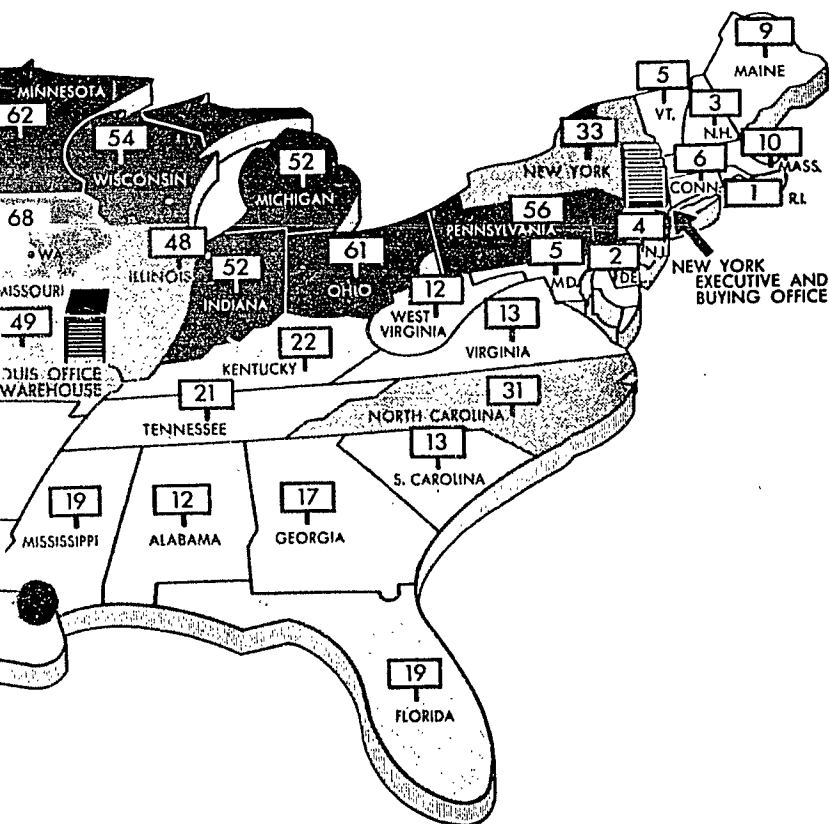 9
MAINE
5
VT.
3
N.H.
MINNESOTA
62
54
WISCONSIN
33
NEW YORK
10
MASS.
6
CONN.
1
R.I.
52
MICHIGAN
68
WA
56
PENNSYLVANIA
4
N.J.
48
ILLINOIS
52
INDIANA
61
OHIO
5
MD.
2
DE
NEW YORK
EXECUTIVE AND
BUYING OFFICE
MISSOURI
49
12
WEST
VIRGINIA
13
VIRGINIA
22
KENTUCKY
OUIS OFFICE
WAREHOUSE
21
TENNESSEE
31
NORTH CAROLINA
13
S. CAROLINA
19
MISSISSIPPI
12
ALABAMA
17
GEORGIA
19
FLORIDA